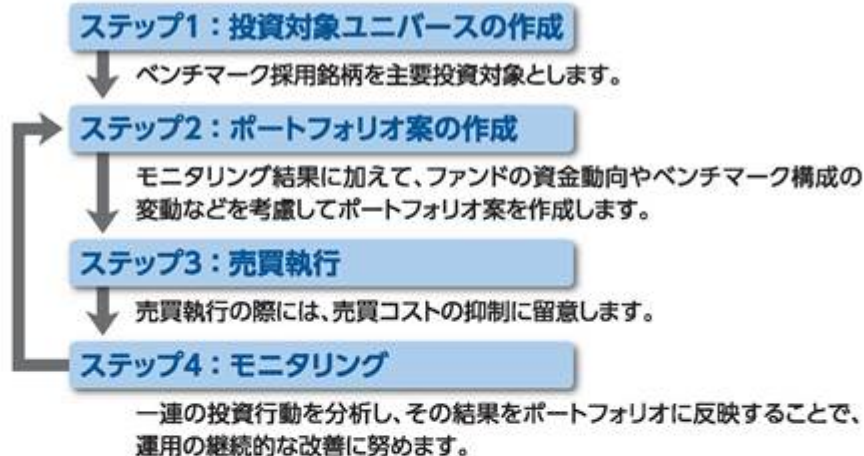 ステップ1：投資対象ユニバースの作成
ベンチマーク採用銘柄を主要投資対象とします。
ステップ2：ポートフォリオ案の作成
モニタリング結果に加えて、ファンドの資金動向やベンチマーク構成の
変動などを考慮してポートフォリオ案を作成します。
ステップ3：売買執行
売買執行の際には、売買コストの抑制に留意します。
ステップ4：モニタリング
一連の投資行動を分析し、その結果をポートフォリオに反映することで、
運用の継続的な改善に努めます。